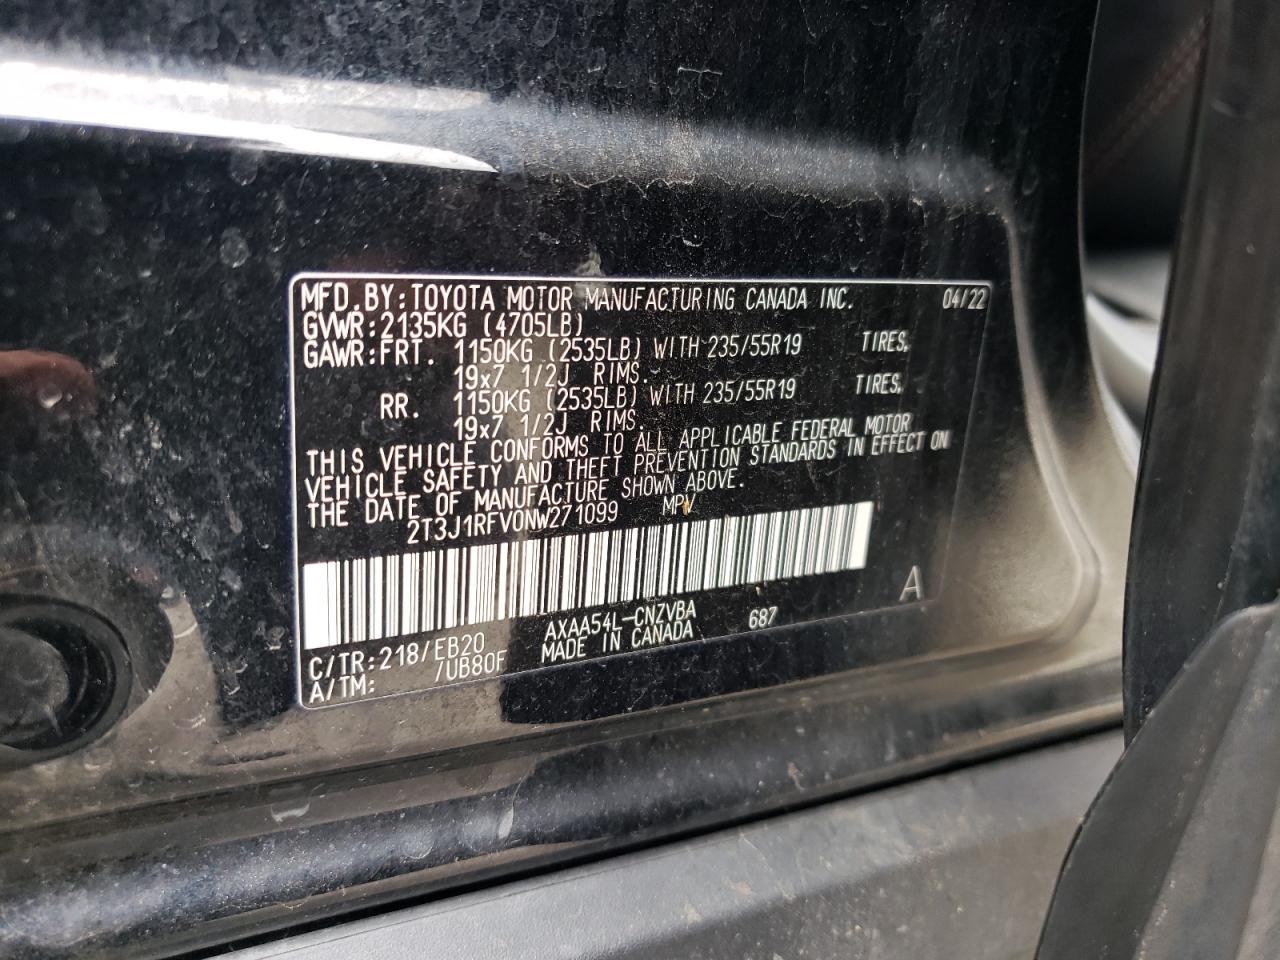 MFD.BY:TOYOTA MOTOR MANUFACTURING CANADA INC. 04/22
GVWR:2135KG (4705LB)
GAWR:FRT. 1150KG (2535LB) WITH 235/55R19 TIRES,
19x7 1/2J RIMS.
RR. 1150KG (2535LB) WITH 235/55R19 TIRES,
19x7 1/2J RIMS.
THIS VEHICLE CONFORMS TO ALL APPLICABLE FEDERAL MOTOR
VEHICLE SAFETY AND THEFT PREVENTION STANDARDS IN EFFECT ON
THE DATE OF MANUFACTURE SHOWN ABOVE.
2T3J1RFV0NW271099 MPV
A
C/TR:218/EB20 AXAA54L-CNZVBA 687
A/TM: /UB80F MADE IN CANADA